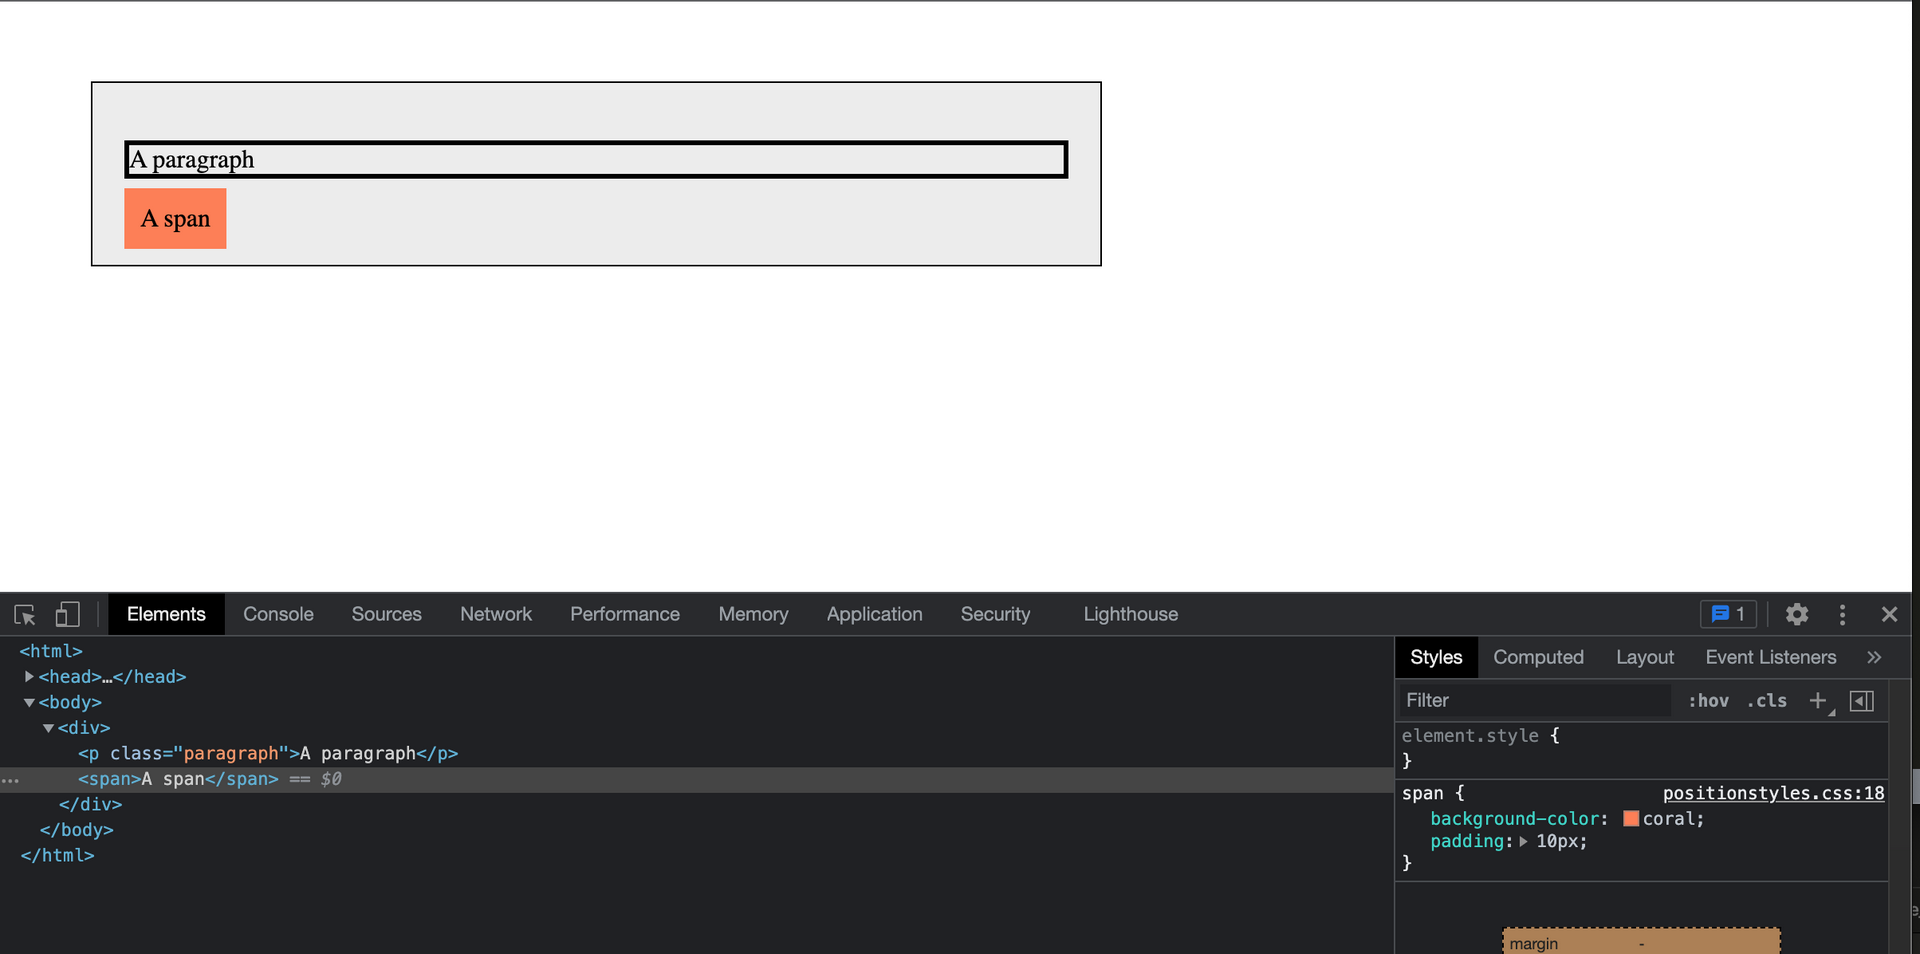 A paragraph
A span
Elements Console Sources Network Performance Memory Application Security Lighthouse 1
<html>
<head>…</head>
<body>
<div>
<p class="paragraph">A paragraph</p>
<span>A span</span> == $0
</div>
</body>
</html>
Styles Computed Layout Event Listeners »
Filter :hov .cls
element.style {
}
span { positionstyles.css:18
background-color: coral;
padding: 10px;
}
margin -